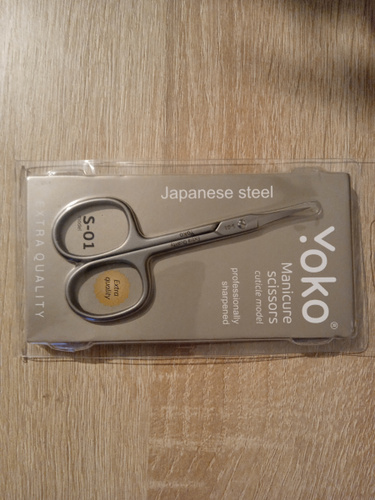 Yoko®
Manicure
scissors
cuticle model
professionally
sharpened
Japanese steel
S-01
Extra
quality
EXTRA QUALITY